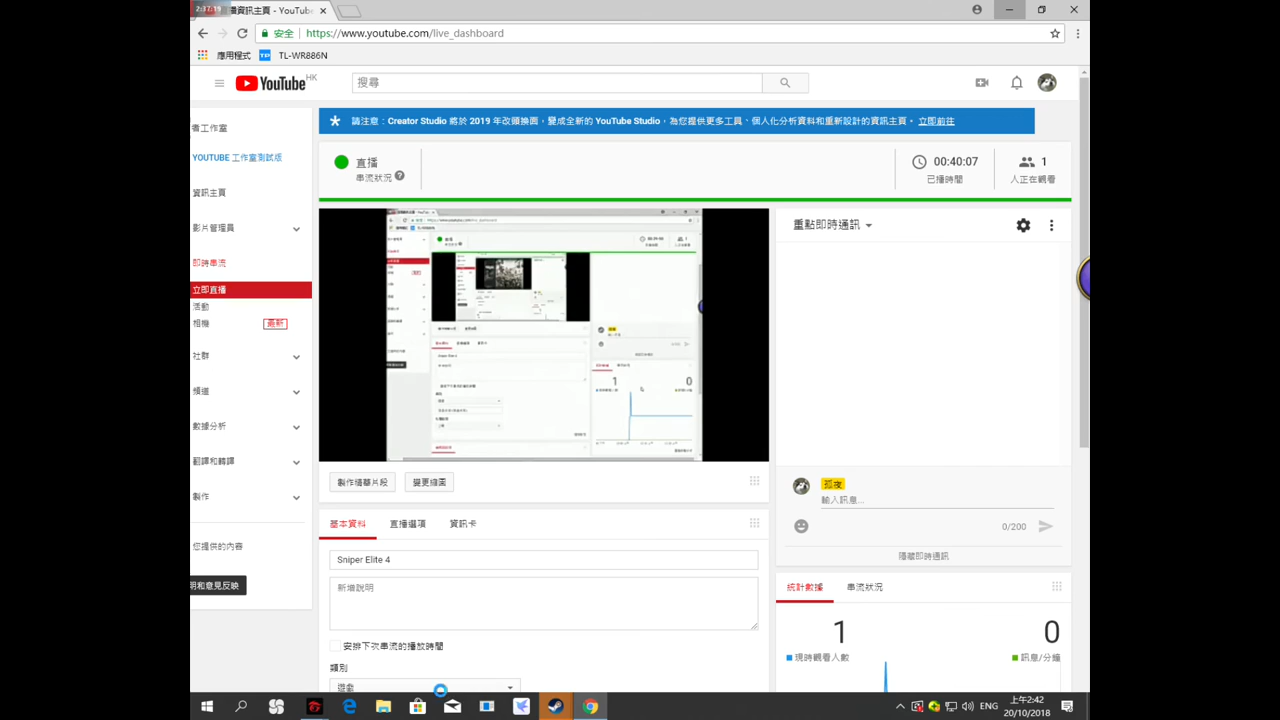 2:37:19
直播資訊主頁 - YouTube
安全
https://www.youtube.com/live_dashboard
應用程式
TL-WR886N
YouTube HK
搜尋
者工作室
YOUTUBE 工作室測試版
資訊主頁
影片管理員
即時串流
立即直播
活動
相機
最新
社群
頻道
數據分析
翻譯和轉譯
製作
您提供的內容
明和意見反映
請注意：Creator Studio 將於 2019 年改頭換面，變成全新的 YouTube Studio，為您提供更多工具、個人化分析資料和重新設計的資訊主頁。 立即前往
直播
串流狀況
00:40:07
已播時間
1
人正在觀看
重點即時通訊
製作精華片段
變更縮圖
孤夜
輸入訊息...
0/200
隱藏即時通訊
基本資料
直播選項
資訊卡
Sniper Elite 4
新增說明
安排下次串流的播放時間
類別
遊戲
統計數據
串流狀況
1
現時觀看人數
0
訊息/分鐘
ENG
上午2:42
20/10/2018